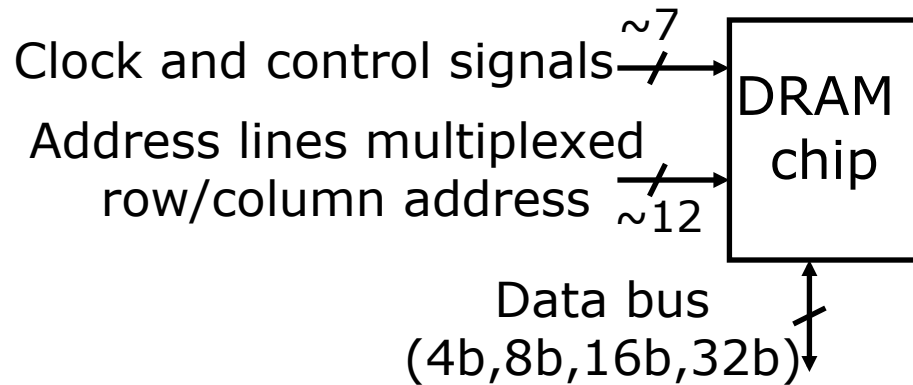 ~7
Clock and control signals
DRAM
chip
Address lines multiplexed
row/column address
~12
Data bus
(4b,8b,16b,32b)